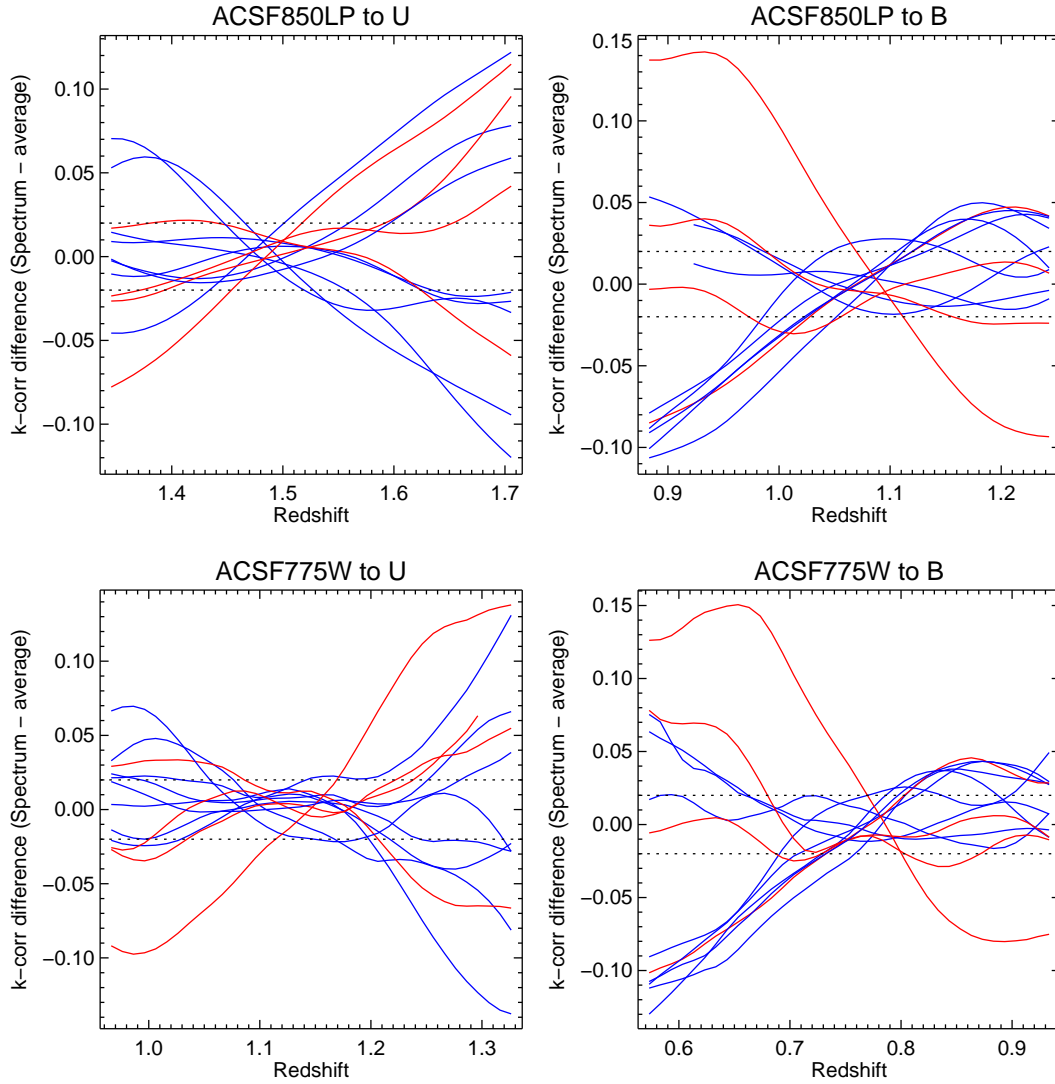 ACSF850LP to U
k-corr difference (Spectrum - average)
0.10
0.05
0.00
-0.05
-0.10
1.4 1.5 1.6 1.7
Redshift
ACSF850LP to B
k-corr difference (Spectrum - average)
0.15
0.10
0.05
0.00
-0.05
-0.10
0.9 1.0 1.1 1.2
Redshift
ACSF775W to U
k-corr difference (Spectrum - average)
0.10
0.05
0.00
-0.05
-0.10
1.0 1.1 1.2 1.3
Redshift
ACSF775W to B
k-corr difference (Spectrum - average)
0.15
0.10
0.05
0.00
-0.05
-0.10
0.6 0.7 0.8 0.9
Redshift